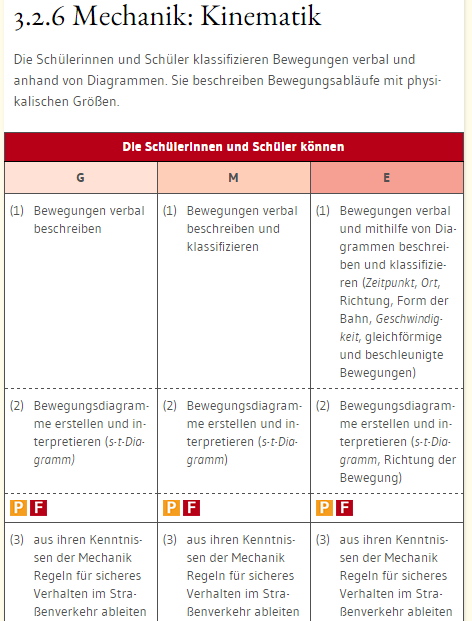 3.2.6 Mechanik: Kinematik
Die Schülerinnen und Schüler klassifizieren Bewegungen verbal und
anhand von Diagrammen. Sie beschreiben Bewegungsabläufe mit physi-
kalischen Größen.
Die Schülerinnen und Schüler können
G
M
E
(1) Bewegungen verbal
beschreiben
(1) Bewegungen verbal
beschreiben und
klassifizieren
(1) Bewegungen verbal
und mithilfe von Dia-
grammen beschrei-
ben und klassifizie-
ren (Zeitpunkt, Ort,
Richtung, Form der
Bahn, Geschwindig-
keit, gleichförmige
und beschleunigte
Bewegungen)
(2) Bewegungsdiagram-
me erstellen und in-
terpretieren (s-t-Dia-
gramm)
(2) Bewegungsdiagram-
me erstellen und in-
terpretieren (s-t-Dia-
gramm)
(2) Bewegungsdiagram-
me erstellen und in-
terpretieren (s-t-Dia-
gramm, Richtung der
Bewegung)
P F
P F
P F
(3) aus ihren Kenntnis-
sen der Mechanik
Regeln für sicheres
Verhalten im Stra-
ßenverkehr ableiten
(3) aus ihren Kenntnis-
sen der Mechanik
Regeln für sicheres
Verhalten im Stra-
ßenverkehr ableiten
(3) aus ihren Kenntnis-
sen der Mechanik
Regeln für sicheres
Verhalten im Stra-
ßenverkehr ableiten